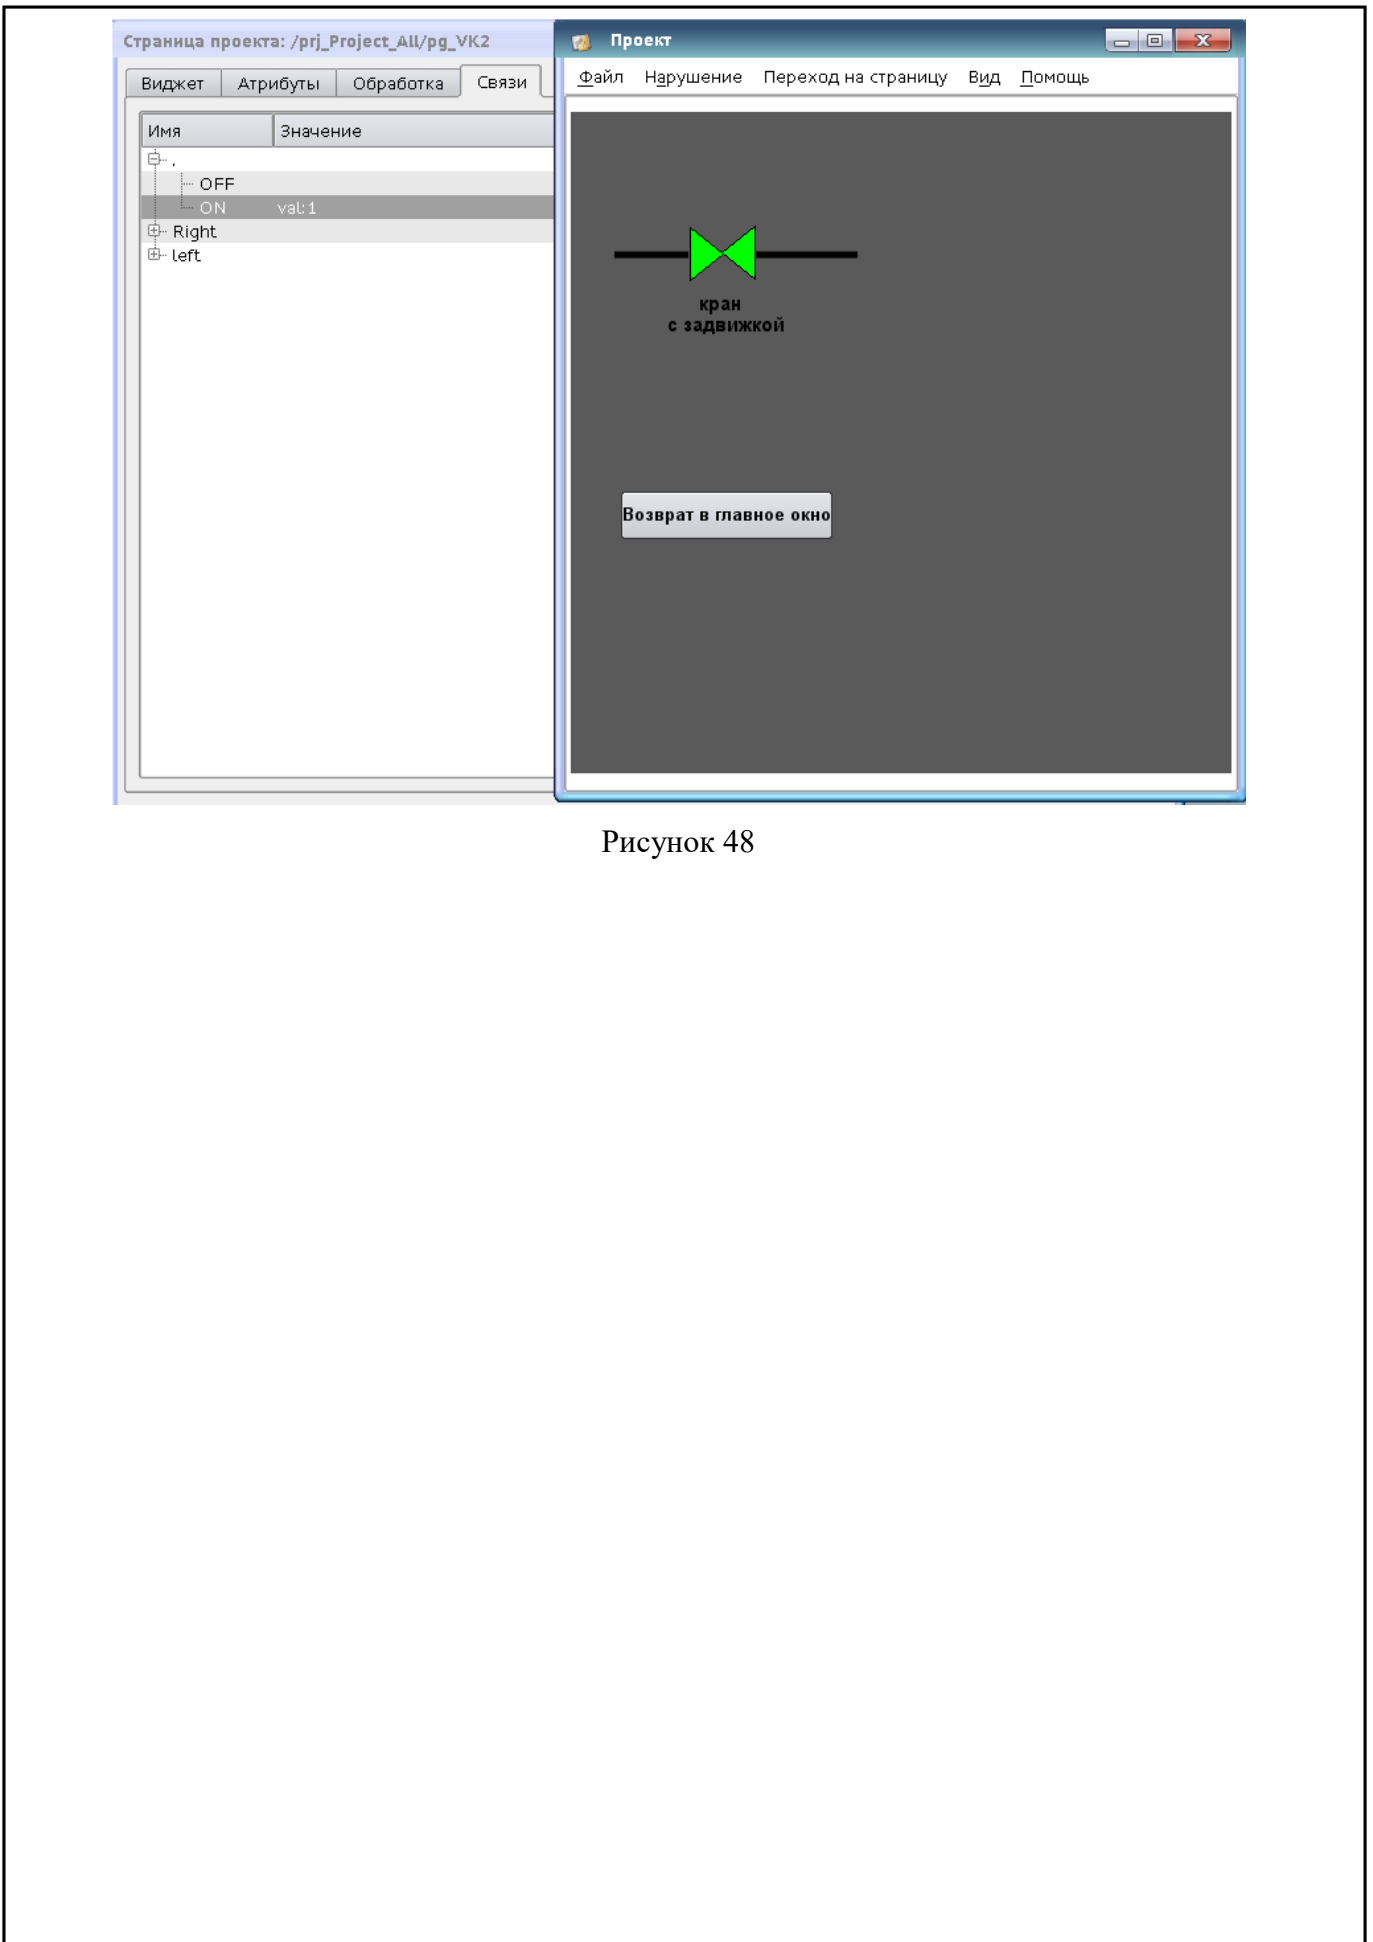 Страница проекта: /prj_Project_All/pg_VK2
Виджет Атрибуты Обработка Связи
Имя Значение
.
OFF
ON val:1
Right
left
Проект
Файл Нарушение Переход на страницу Вид Помощь
кран
с задвижкой
Возврат в главное окно
Рисунок 48